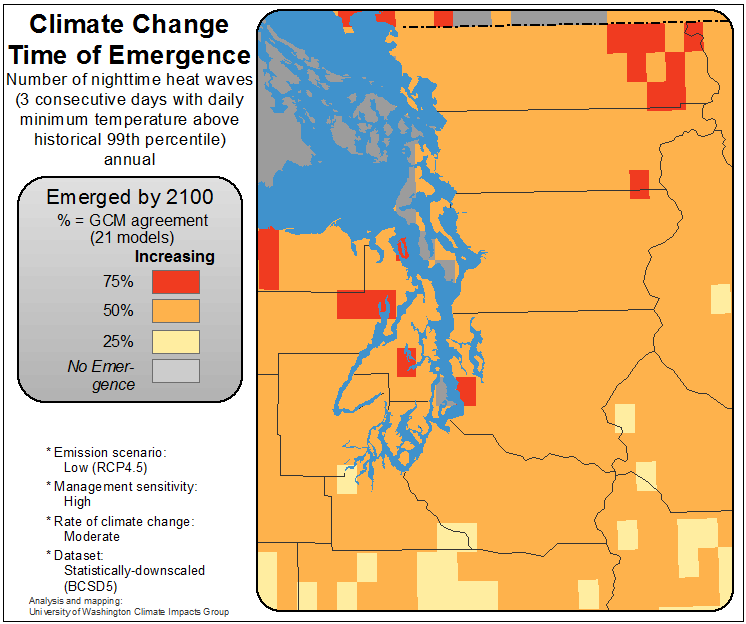 Climate Change
Time of Emergence
Number of nighttime heat waves
(3 consecutive days with daily
minimum temperature above
historical 99th percentile)
annual
Emerged by 2100
% = GCM agreement
(21 models)
Increasing
75%
50%
25%
No Emer-
gence
* Emission scenario:
Low (RCP4.5)
* Management sensitivity:
High
* Rate of climate change:
Moderate
* Dataset:
Statistically-downscaled
(BCSD5)
Analysis and mapping:
University of Washington Climate Impacts Group